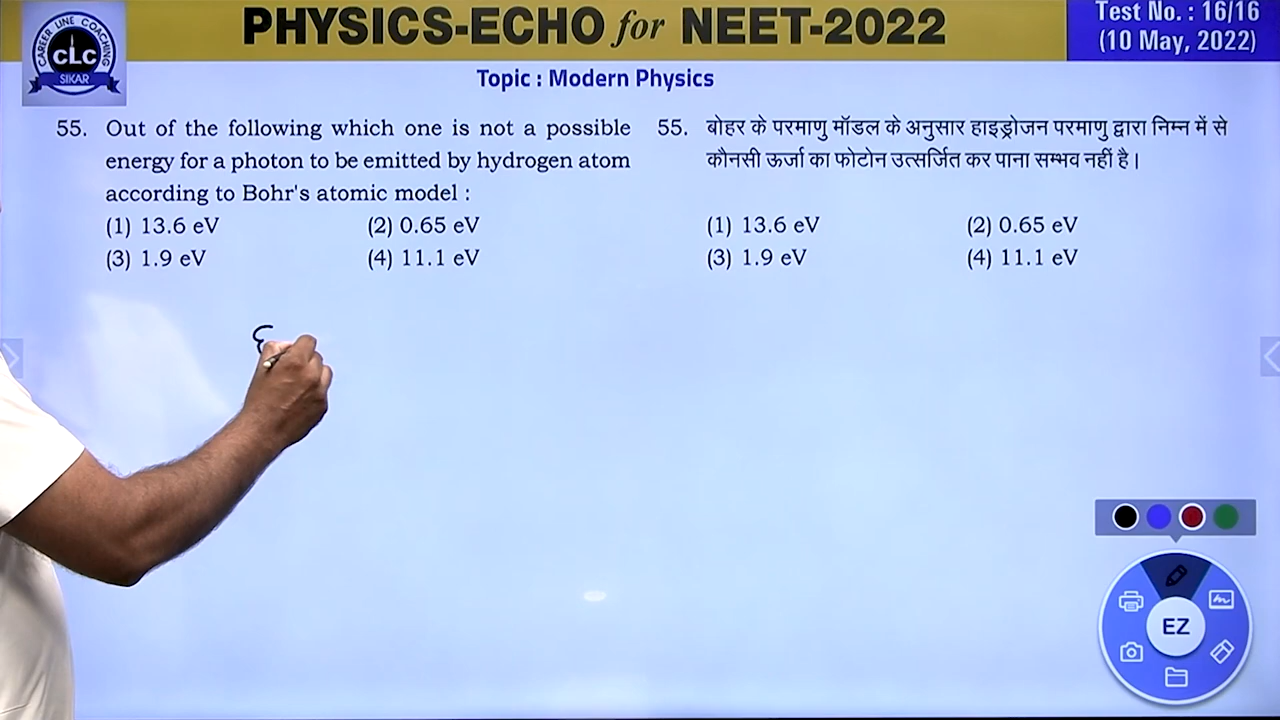 PHYSICS-ECHO for NEET-2022
Test No. : 16/16
(10 May, 2022)
CAREER LINE COACHING
CLC
SIKAR
Topic : Modern Physics
55. Out of the following which one is not a possible
energy for a photon to be emitted by hydrogen atom
according to Bohr's atomic model :
(1) 13.6 eV (2) 0.65 eV
(3) 1.9 eV (4) 11.1 eV
55. बोहर के परमाणु मॉडल के अनुसार हाइड्रोजन परमाणु द्वारा निम्न में से
कौनसी ऊर्जा का फोटोन उत्सर्जित कर पाना सम्भव नहीं है।
(1) 13.6 eV (2) 0.65 eV
(3) 1.9 eV (4) 11.1 eV
EZ